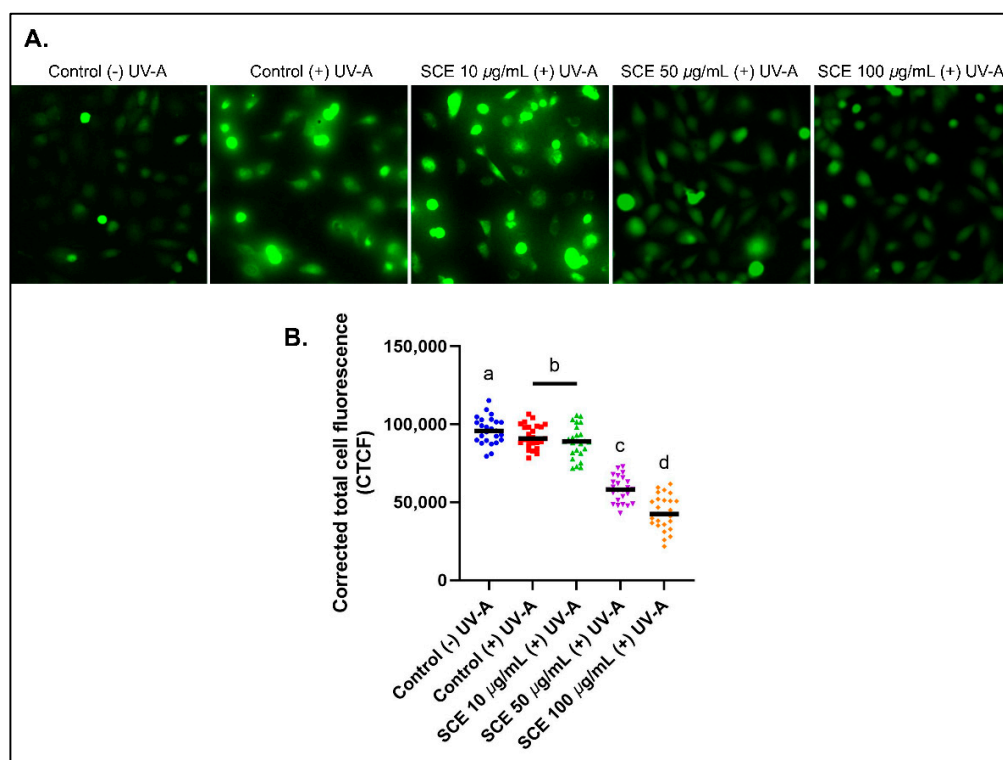 A.
Control (-) UV-A
Control (+) UV-A
SCE 10 µg/mL (+) UV-A
SCE 50 µg/mL (+) UV-A
SCE 100 µg/mL (+) UV-A
B.
Corrected total cell fluorescence
(CTCF)
150,000
100,000
50,000
0
a
b
c
d
Control (-) UV-A
Control (+) UV-A
SCE 10 µg/mL (+) UV-A
SCE 50 µg/mL (+) UV-A
SCE 100 µg/mL (+) UV-A